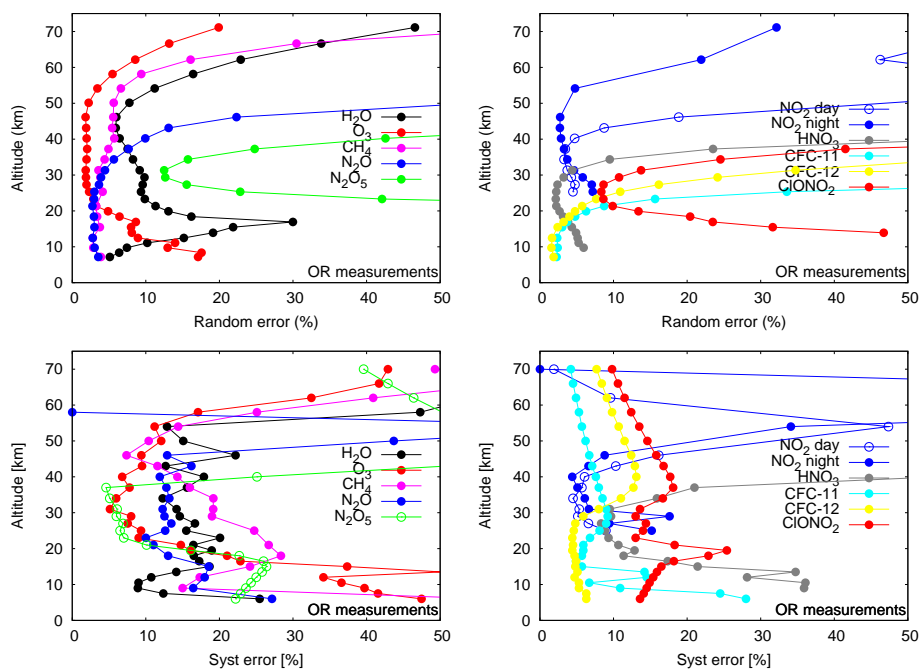 Altitude (km)
70
60
50
40
30
20
10
0
H2O
O3
CH4
N2O
N2O5
OR measurements
0 10 20 30 40 50
Random error (%)
Altitude (km)
70
60
50
40
30
20
10
0
NO2 day
NO2 night
HNO3
CFC-11
CFC-12
ClONO2
OR measurements
0 10 20 30 40 50
Random error (%)
Altitude [km]
70
60
50
40
30
20
10
0
H2O
O3
CH4
N2O
N2O5
OR measurements
0 10 20 30 40 50
Syst error [%]
Altitude [km]
70
60
50
40
30
20
10
0
NO2 day
NO2 night
HNO3
CFC-11
CFC-12
ClONO2
OR measurements
0 10 20 30 40 50
Syst error [%]